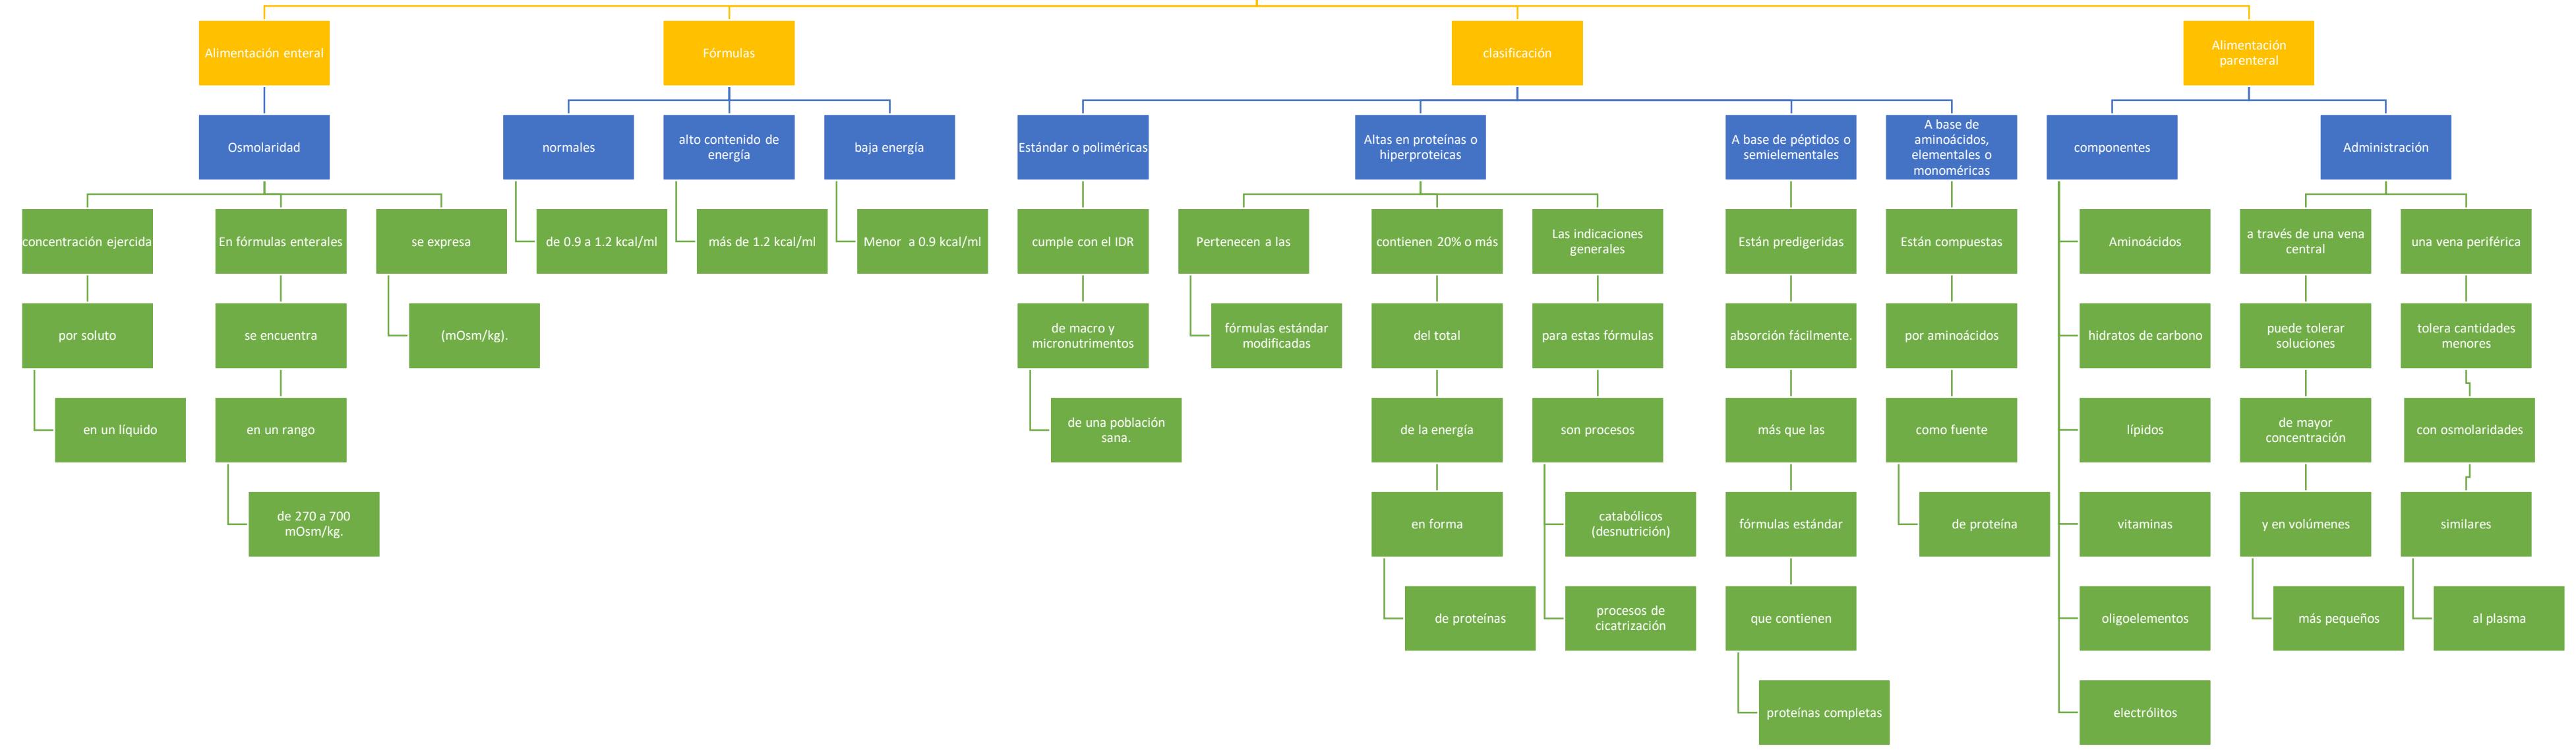 Alimentación enteral
Fórmulas
clasificación
Alimentación
parenteral
Osmolaridad
normales
alto contenido de
energía
baja energía
Estándar o poliméricas
Altas en proteínas o
hiperproteicas
A base de péptidos o
semielementales
A base de
aminoácidos,
elementales o
monoméricas
componentes
Administración
concentración ejercida
por soluto
en un líquido
En fórmulas enterales
se encuentra
en un rango
de 270 a 700
mOsm/kg.
se expresa
(mOsm/kg).
de 0.9 a 1.2 kcal/ml
más de 1.2 kcal/ml
Menor  a 0.9 kcal/ml
cumple con el IDR
de macro y
micronutrimentos
de una población
sana.
Pertenecen a las
fórmulas estándar
modificadas
contienen 20% o más
del total
de la energía
en forma
de proteínas
Las indicaciones
generales
para estas fórmulas
son procesos
catabólicos
(desnutrición)
procesos de
cicatrización
Están predigeridas
absorción fácilmente.
más que las
fórmulas estándar
que contienen
proteínas completas
Están compuestas
por aminoácidos
como fuente
de proteína
Aminoácidos
hidratos de carbono
lípidos
vitaminas
oligoelementos
electrólitos
a través de una vena
central
puede tolerar
soluciones
de mayor
concentración
y en volúmenes
más pequeños
una vena periférica
tolera cantidades
menores
con osmolaridades
similares
al plasma